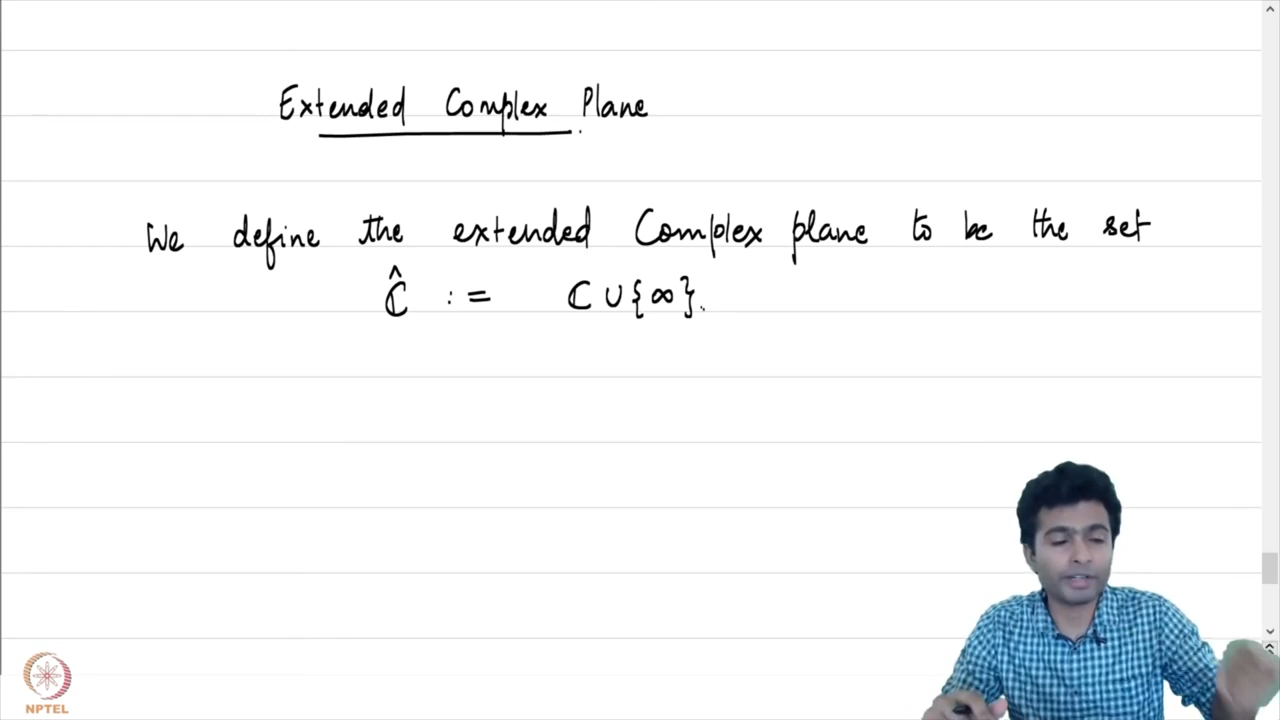 Extended Complex Plane
We define the extended Complex plane to be the set
ℂ̂ := ℂ ∪ {∞}.
NPTEL